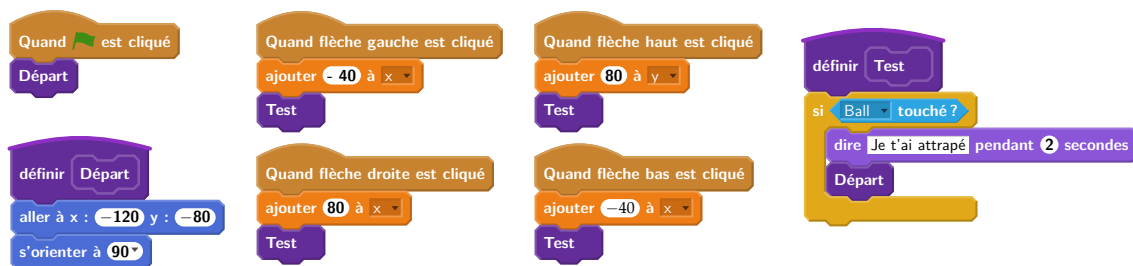 Quand est cliqué
Départ
définir Départ
aller à x : −120 y : −80
s'orienter à 90
Quand flèche gauche est cliqué
ajouter - 40 à x
Test
Quand flèche droite est cliqué
ajouter 80 à x
Test
Quand flèche haut est cliqué
ajouter 80 à y
Test
Quand flèche bas est cliqué
ajouter −40 à x
Test
définir Test
si Ball touché ?
dire Je t'ai attrapé pendant 2 secondes
Départ